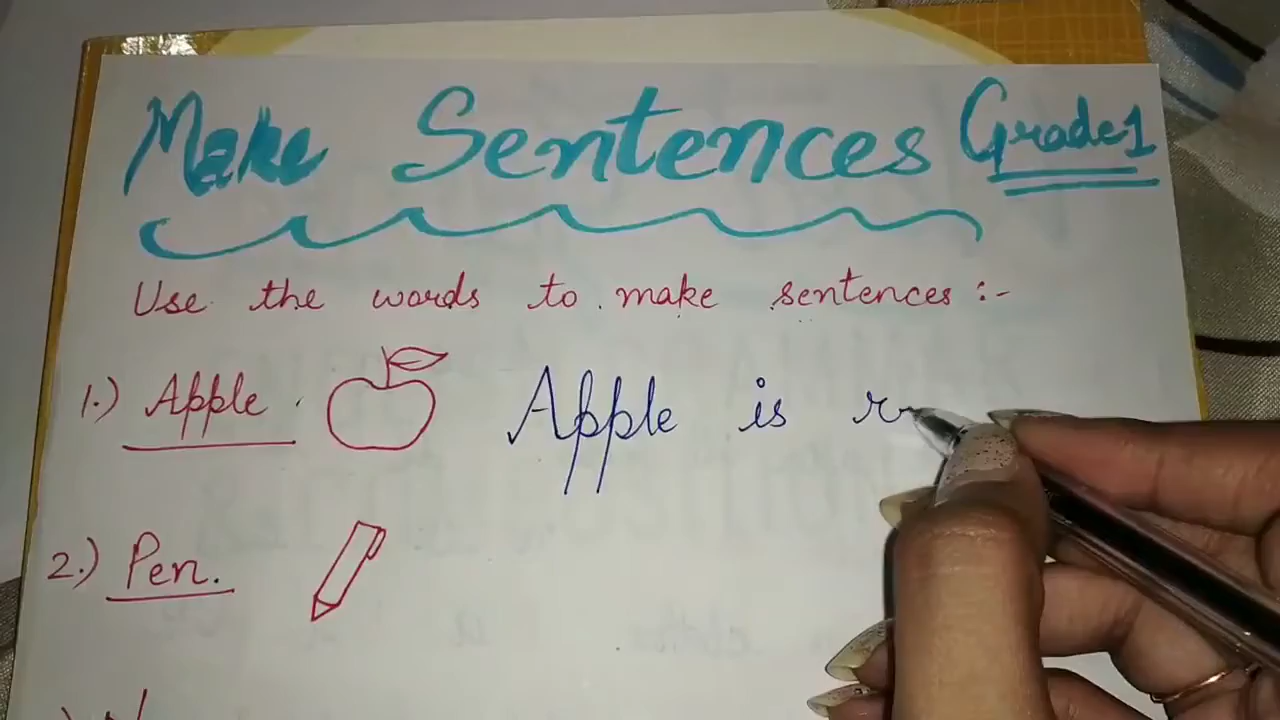 Make Sentences Grade 1
Use the words to make sentences :-
1.) Apple. Apple is r
2.) Pen.